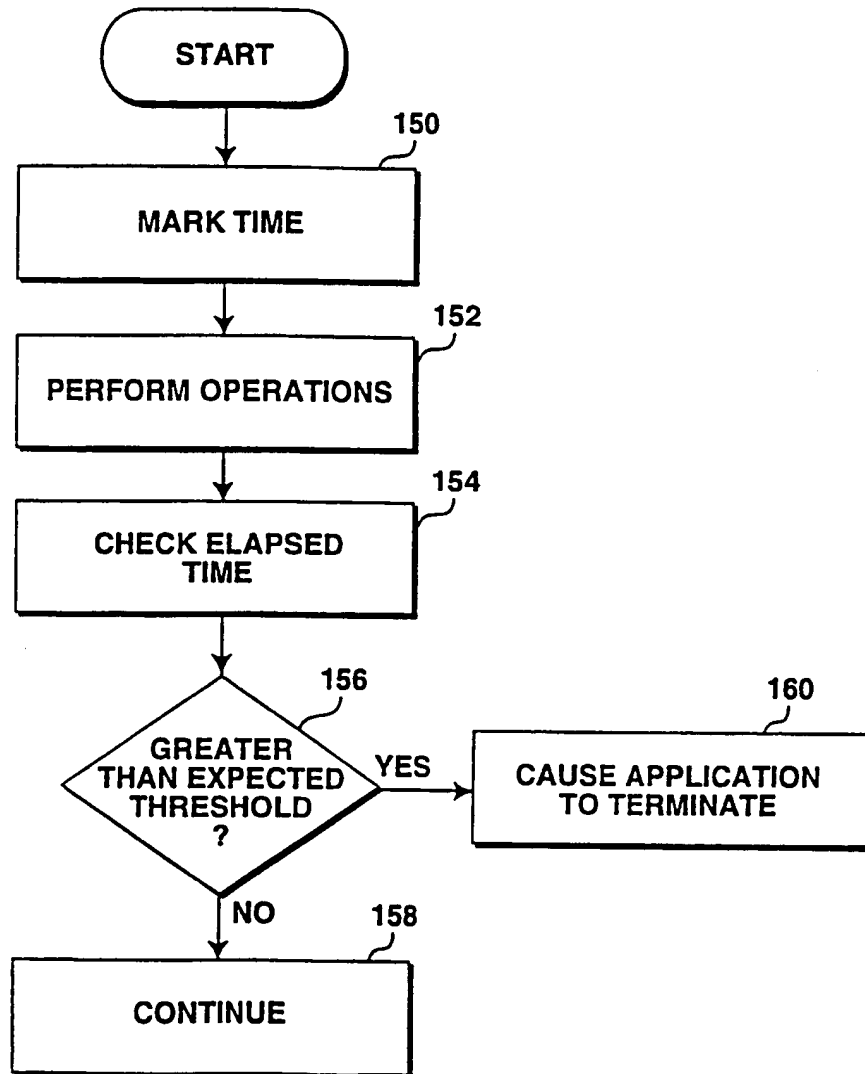 START
150
MARK TIME
152
PERFORM OPERATIONS
154
CHECK ELAPSED
TIME
156
GREATER
THAN EXPECTED
THRESHOLD
?
YES
160
CAUSE APPLICATION
TO TERMINATE
NO
158
CONTINUE